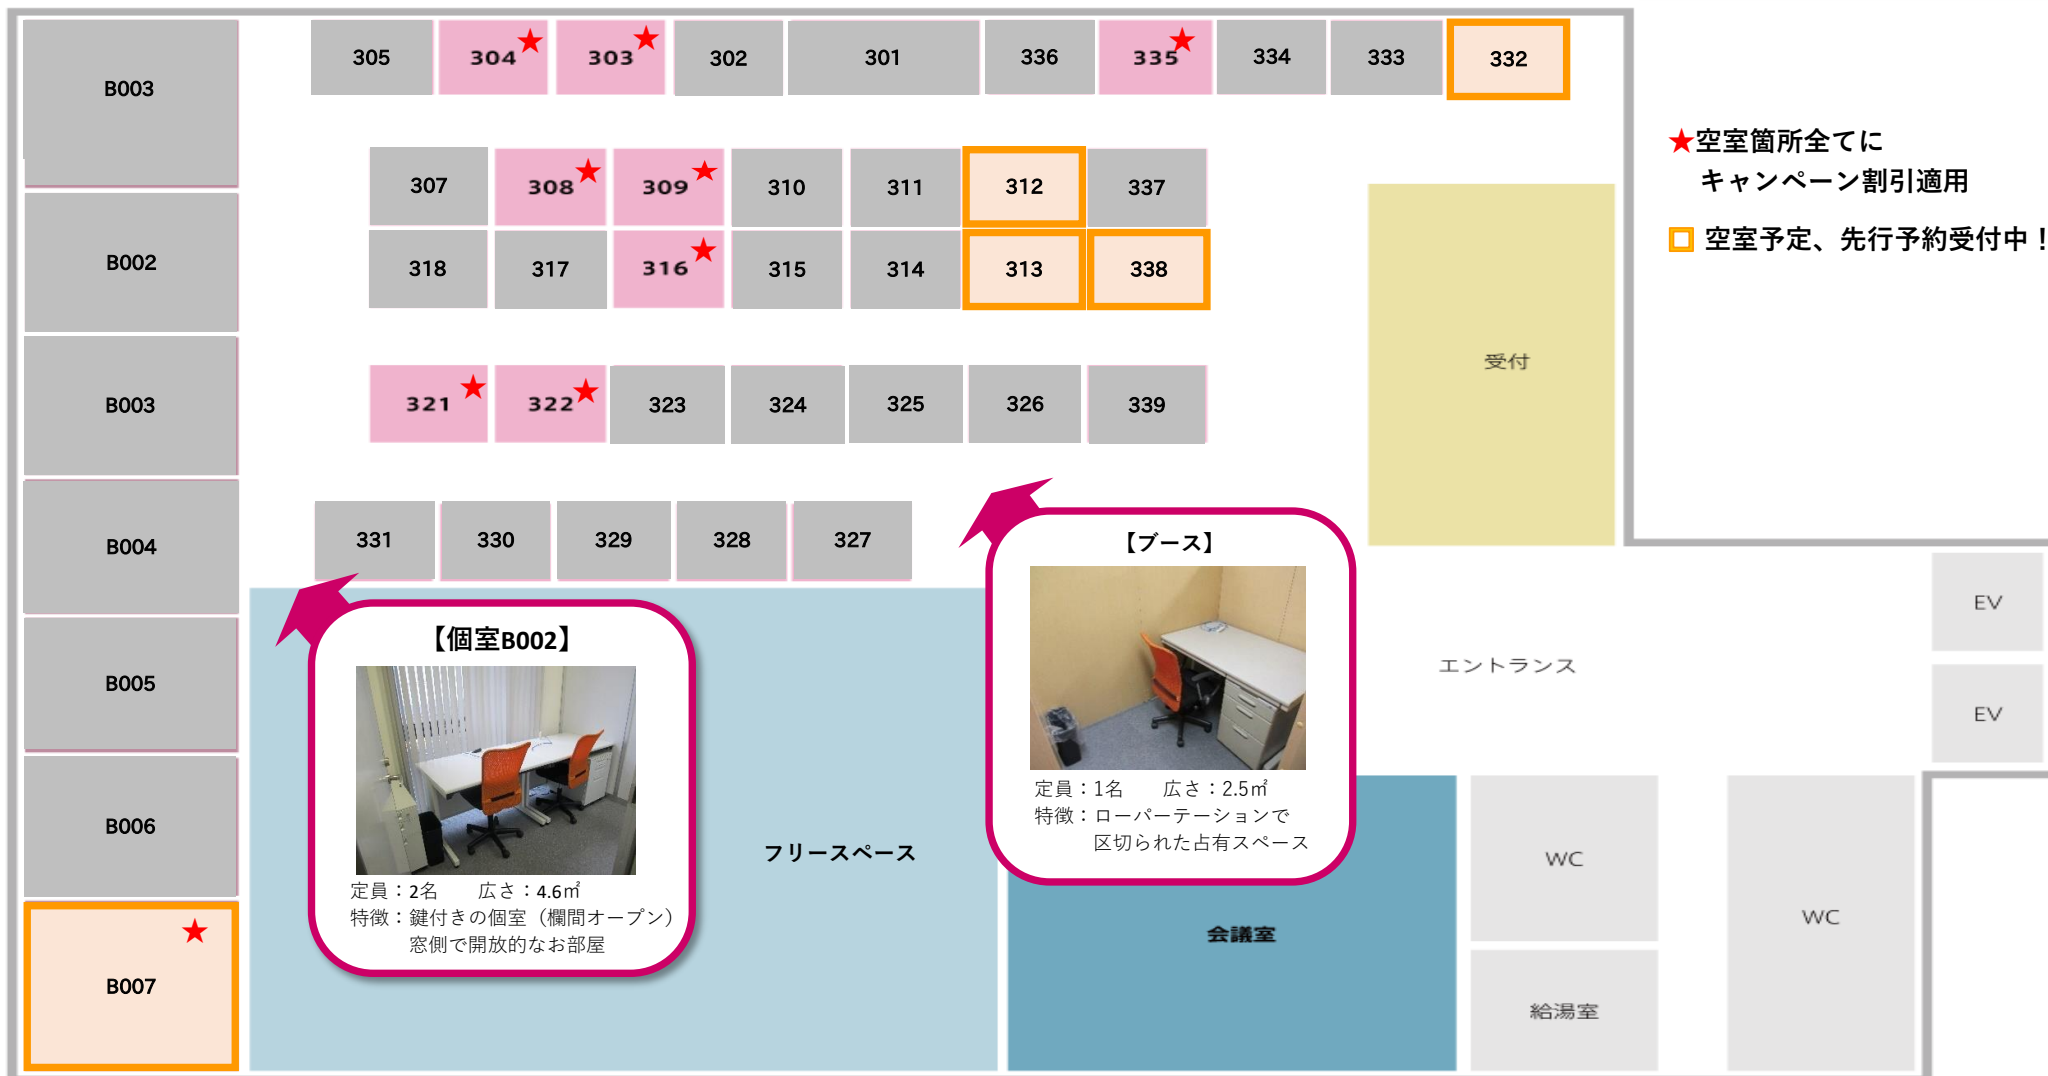 B003
B002
B003
B004
B005
B006
★
B007
305 304★ 303★ 302 301 336 335★ 334 333 332
307 308★ 309★ 310 311 312 337
318 317 316★ 315 314 313 338
321★ 322★ 323 324 325 326 339
331 330 329 328 327
★空室箇所全てに
キャンペーン割引適用
空室予定、先行予約受付中!
受付
【ブース】
定員:1名 広さ:2.5㎡
特徴:ローパーテーションで
区切られた占有スペース
【個室B002】
定員:2名 広さ:4.6㎡
特徴:鍵付きの個室(欄間オープン)
窓側で開放的なお部屋
フリースペース
会議室
エントランス
EV
EV
WC
WC
給湯室